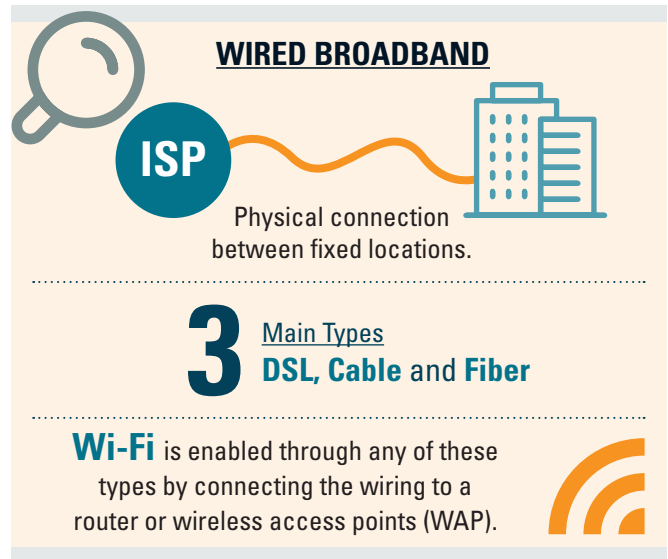 WIRED BROADBAND
ISP
Physical connection
between fixed locations.
3
Main Types
DSL, Cable and Fiber
Wi-Fi is enabled through any of these
types by connecting the wiring to a
router or wireless access points (WAP).